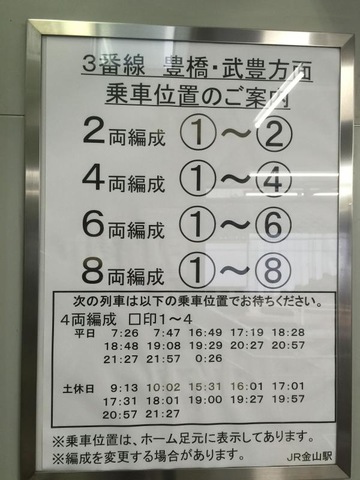 3番線 豊橋・武豊方面
乗車位置のご案内
2両編成 ①〜②
4両編成 ①〜④
6両編成 ①〜⑥
8両編成 ①〜⑧
次の列車は以下の乗車位置でお待ちください。
4両編成 □印1〜4
平日 7:26 7:47 16:49 17:19 18:28
18:48 19:08 19:29 20:27 20:57
21:27 21:57 0:26
土休日 9:13 10:02 15:31 16:01 17:01
17:31 18:01 19:00 19:27 19:57
20:57 21:27
※乗車位置は、ホーム足元に表示してあります。
※編成を変更する場合があります。 JR金山駅